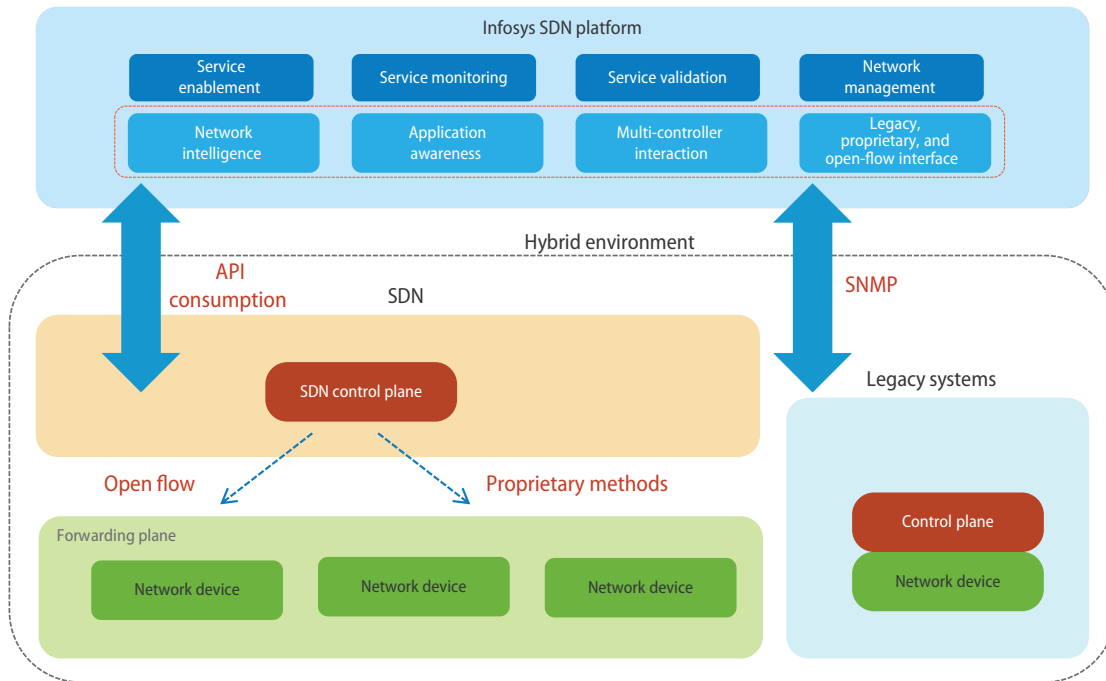 Infosys SDN platform
Service
enablement
Service monitoring
Service validation
Network
management
Network
intelligence
Application
awareness
Multi-controller
interaction
Legacy,
proprietary, and
open-flow interface
Hybrid environment
API
consumption
SNMP
SDN
SDN control plane
Legacy systems
Open flow
Proprietary methods
Forwarding plane
Network device
Network device
Network device
Control plane
Network device